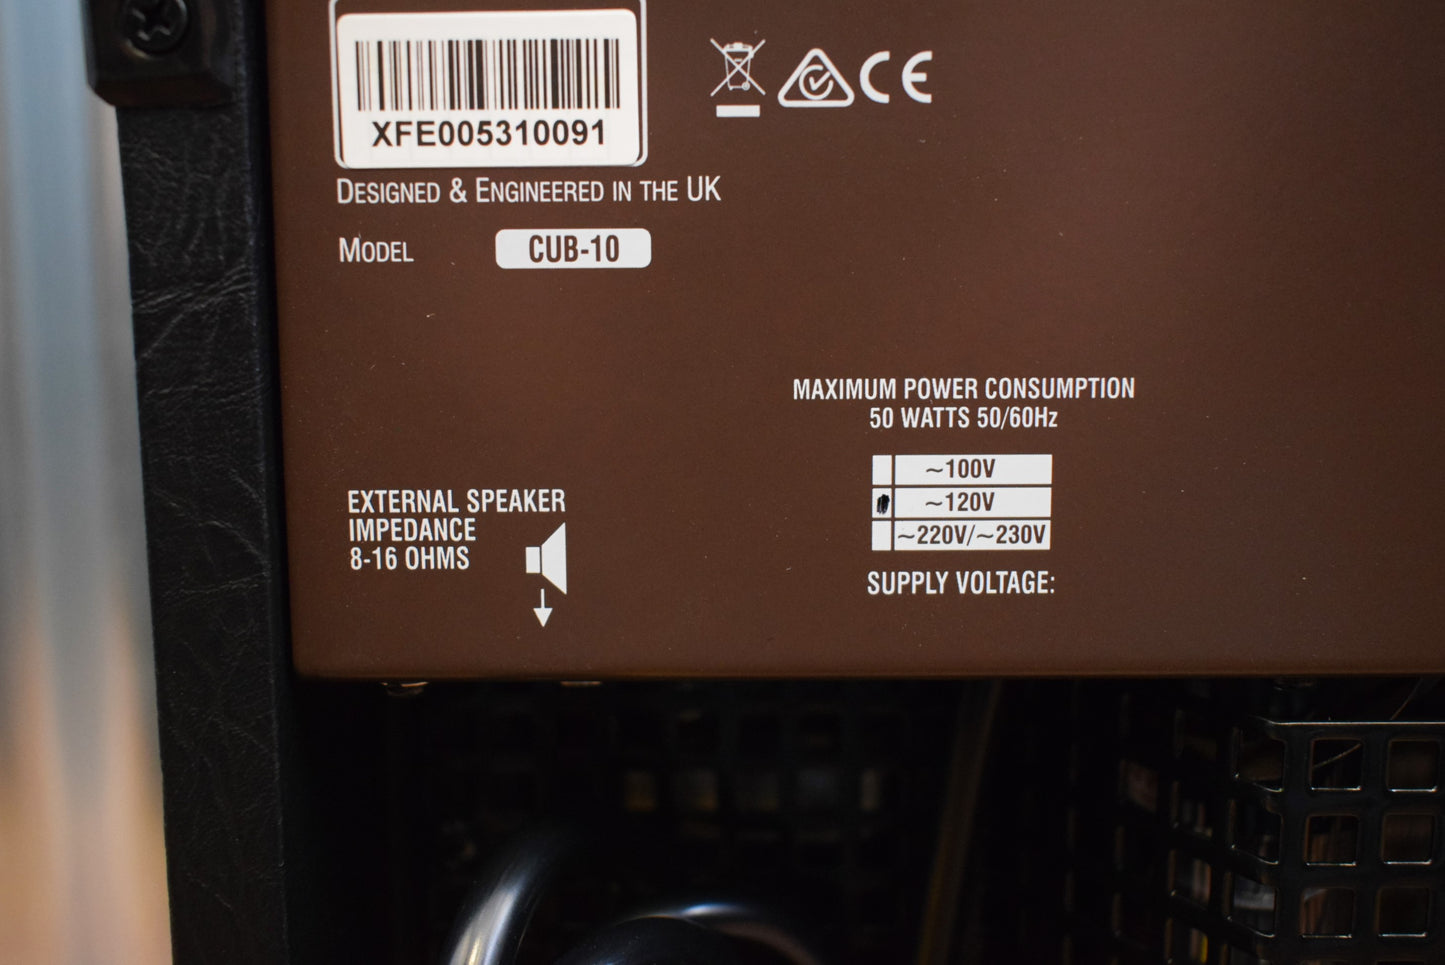 XFE005310091
CE
DESIGNED & ENGINEERED IN THE UK
MODEL CUB-10
MAXIMUM POWER CONSUMPTION
50 WATTS 50/60Hz
~100V
~120V
~220V/~230V
SUPPLY VOLTAGE:
EXTERNAL SPEAKER
IMPEDANCE
8-16 OHMS